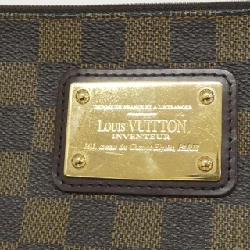 LOUIS VUITTON
INVENTEUR
101, avenue des Champs Elysées, PARIS